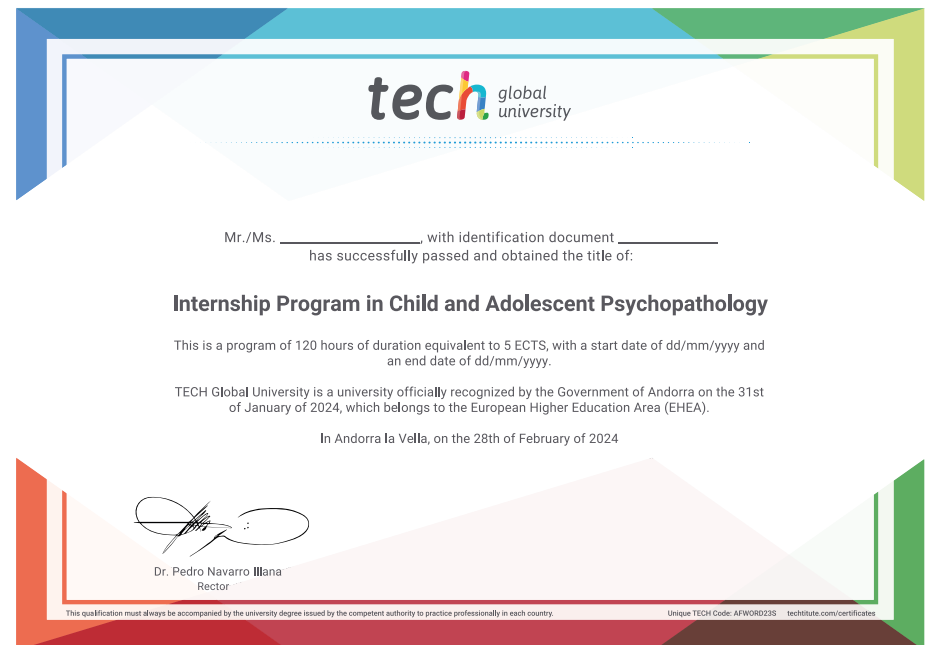 tech global
university
Mr./Ms. ____________, with identification document ____________
has successfully passed and obtained the title of:
Internship Program in Child and Adolescent Psychopathology
This is a program of 120 hours of duration equivalent to 5 ECTS, with a start date of dd/mm/yyyy and
an end date of dd/mm/yyyy.
TECH Global University is a university officially recognized by the Government of Andorra on the 31st
of January of 2024, which belongs to the European Higher Education Area (EHEA).
In Andorra la Vella, on the 28th of February of 2024
Dr. Pedro Navarro Illana
Rector
This qualification must always be accompanied by the university degree issued by the competent authority to practice professionally in each country.
Unique TECH Code: AFWORD23S techtitute.com/certificates